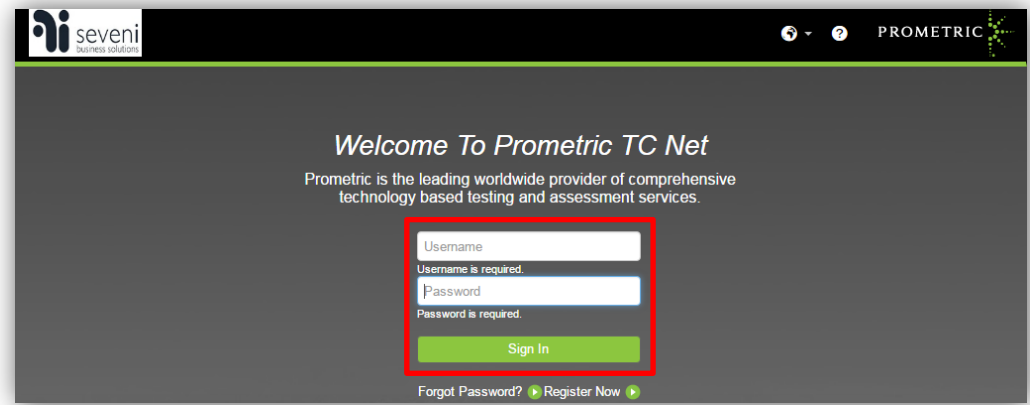 seveni
business solutions
PROMETRIC
Welcome To Prometric TC Net
Prometric is the leading worldwide provider of comprehensive
technology based testing and assessment services.
Username
Username is required.
Password
Password is required.
Sign In
Forgot Password? Register Now